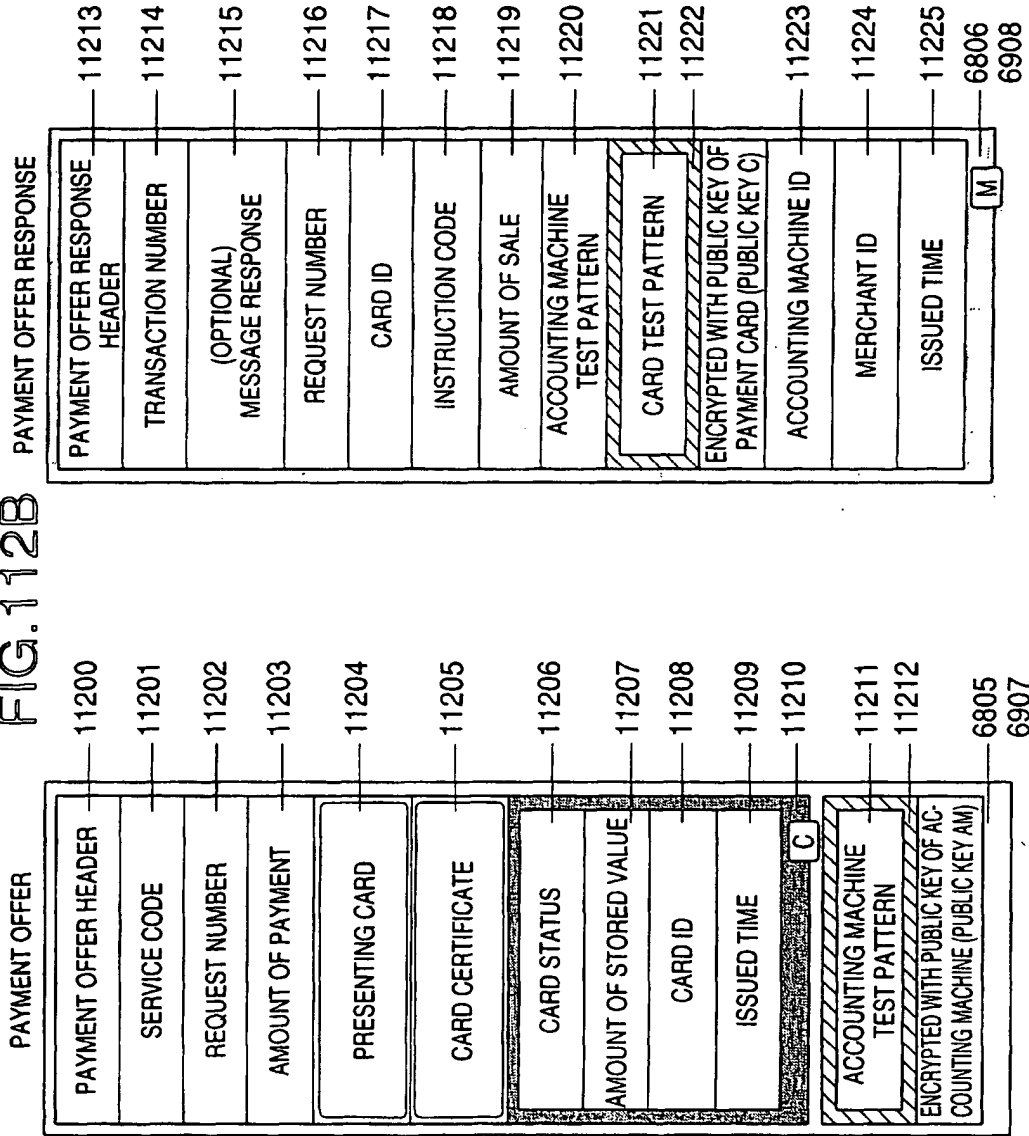 FIG.112B
PAYMENT OFFER
PAYMENT OFFER HEADER
11200
SERVICE CODE
11201
REQUEST NUMBER
11202
AMOUNT OF PAYMENT
11203
PRESENTING CARD
11204
CARD CERTIFICATE
11205
CARD STATUS
11206
AMOUNT OF STORED VALUE
11207
CARD ID
11208
ISSUED TIME
11209
C
11210
ACCOUNTING MACHINE
TEST PATTERN
11211
11212
ENCRYPTED WITH PUBLIC KEY OF AC-
COUNTING MACHINE (PUBLIC KEY AM)
6805
6907
PAYMENT OFFER RESPONSE
PAYMENT OFFER RESPONSE
HEADER
11213
TRANSACTION NUMBER
11214
(OPTIONAL)
MESSAGE RESPONSE
11215
REQUEST NUMBER
11216
CARD ID
11217
INSTRUCTION CODE
11218
AMOUNT OF SALE
11219
ACCOUNTING MACHINE
TEST PATTERN
11220
CARD TEST PATTERN
11221
11222
ENCRYPTED WITH PUBLIC KEY OF
PAYMENT CARD (PUBLIC KEY C)
ACCOUNTING MACHINE ID
11223
MERCHANT ID
11224
ISSUED TIME
11225
M
6806
6908